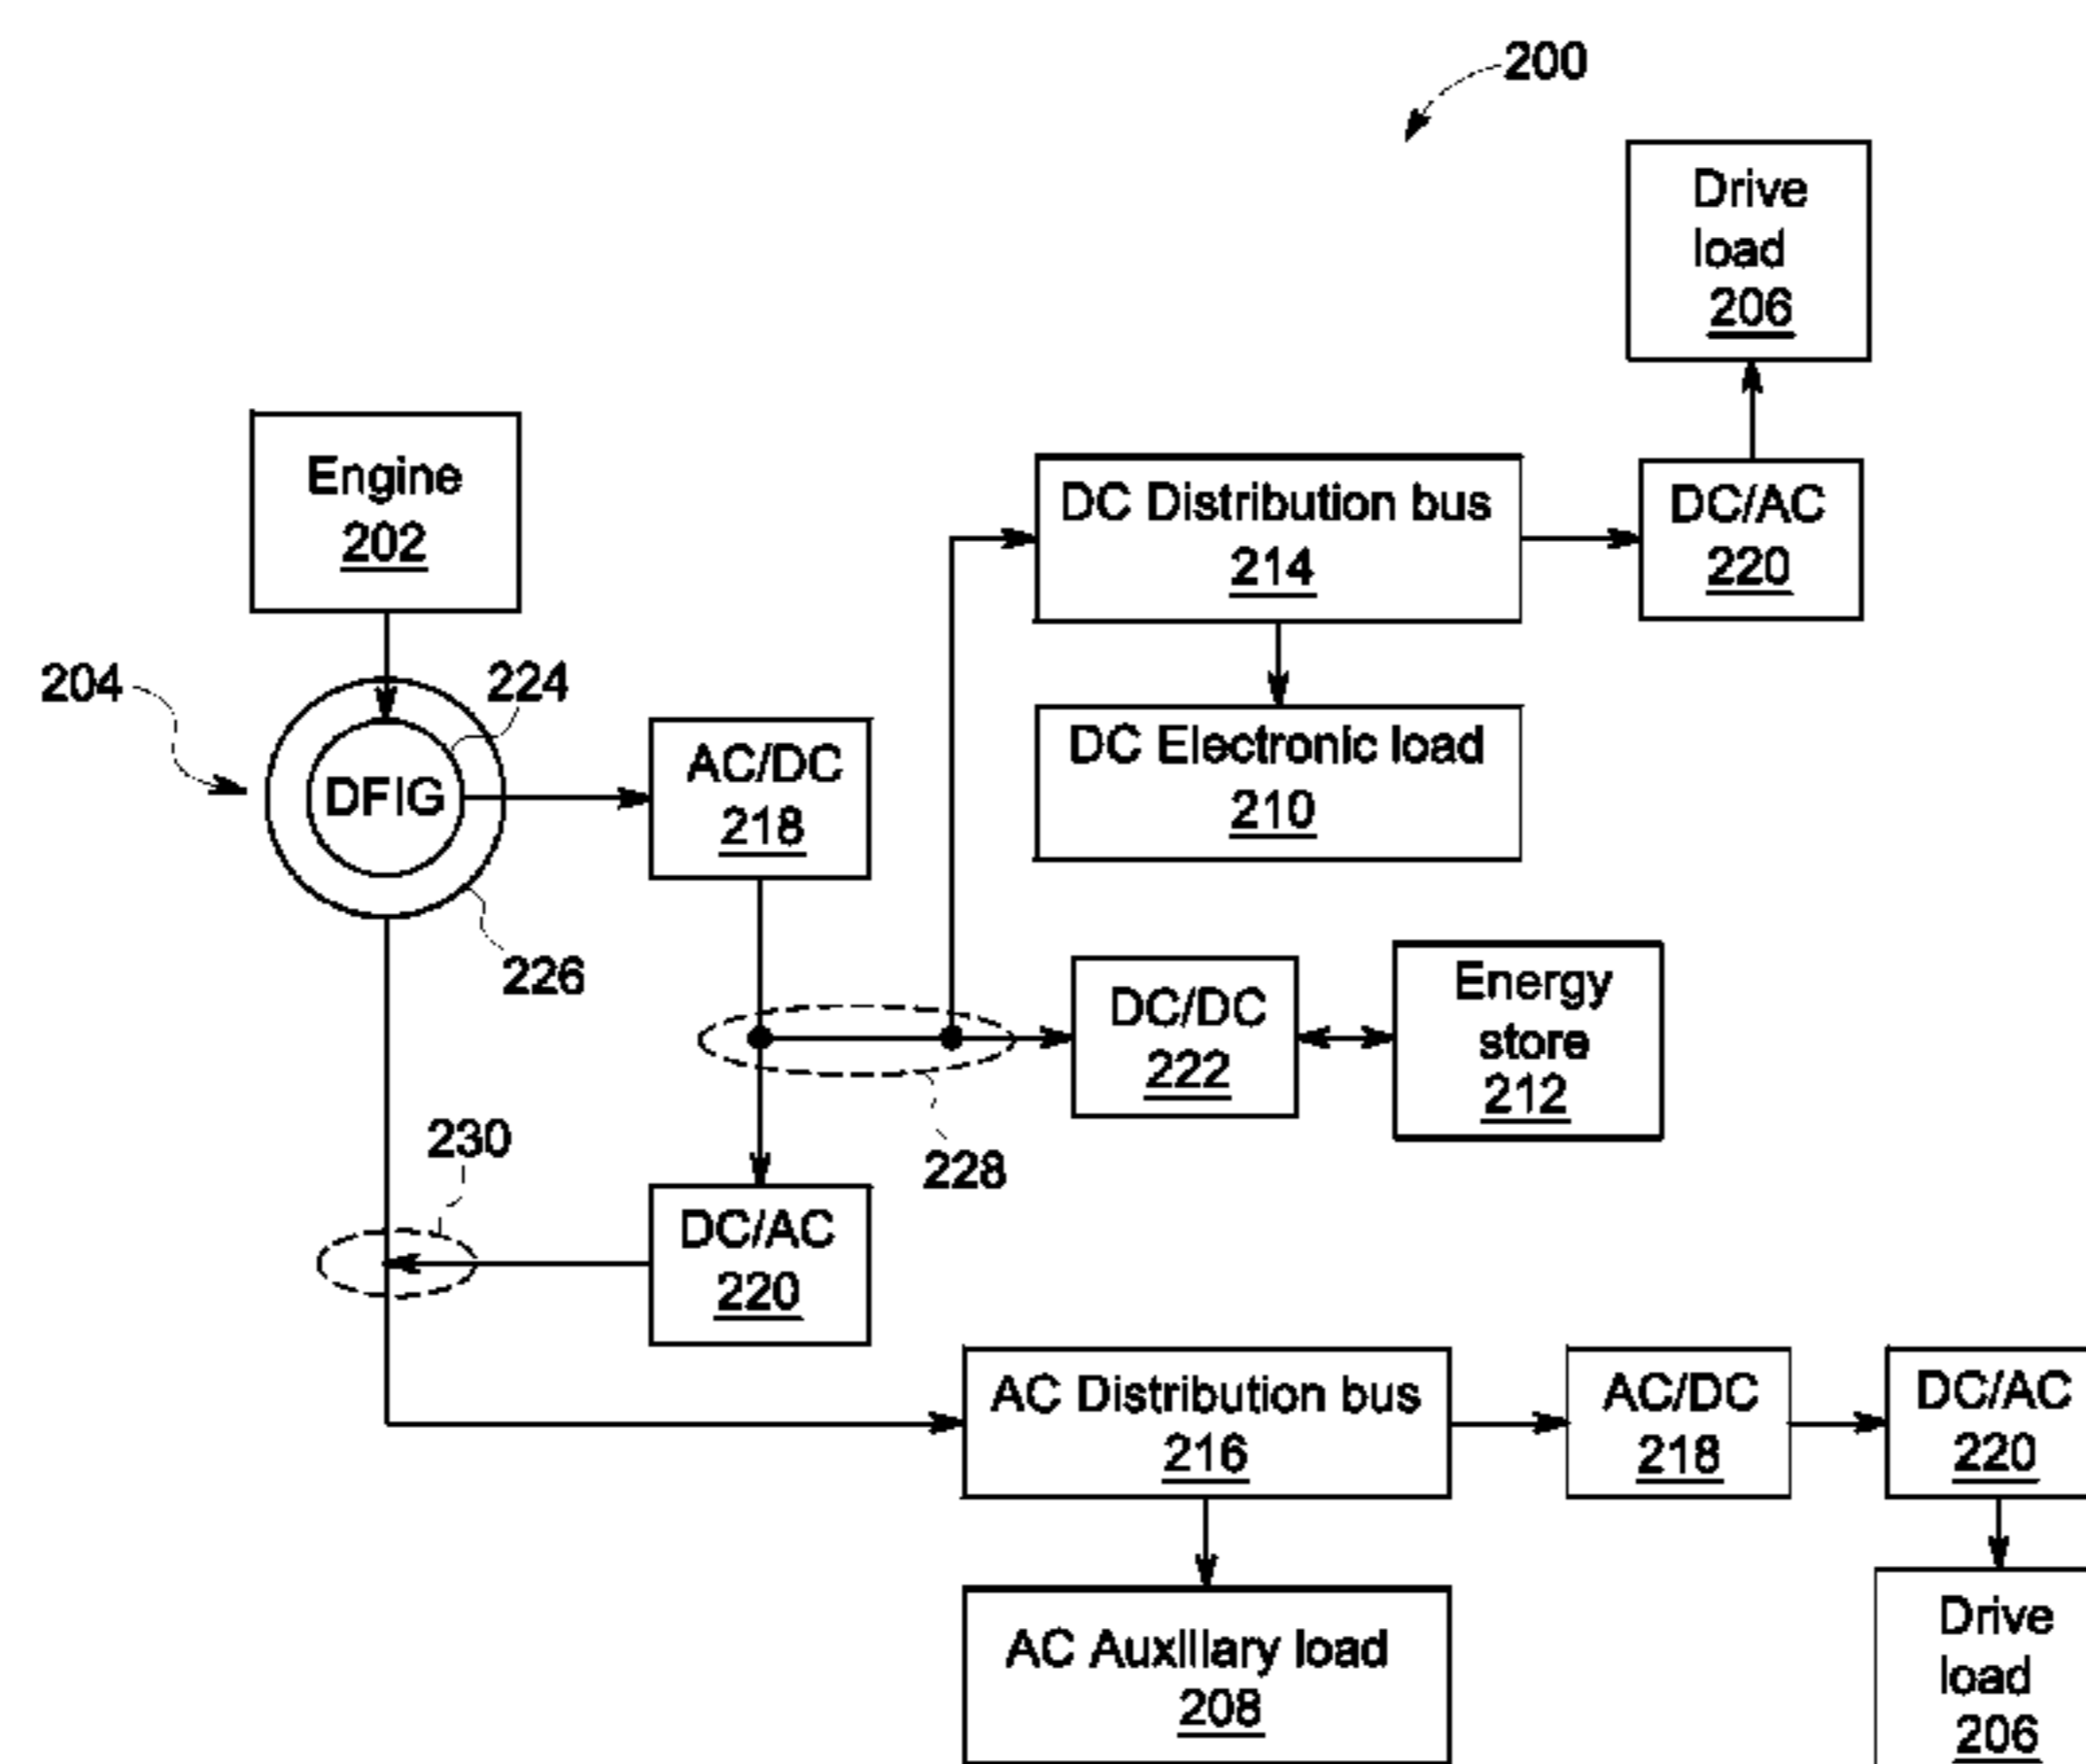 200
Drive
load
206
Engine
202
DC Distribution bus
214
DC/AC
220
204
224
DFIG
AC/DC
218
DC Electronic load
210
226
DC/DC
222
Energy
store
212
230
228
DC/AC
220
AC Distribution bus
216
AC/DC
218
DC/AC
220
AC Auxiliary load
208
Drive
load
206